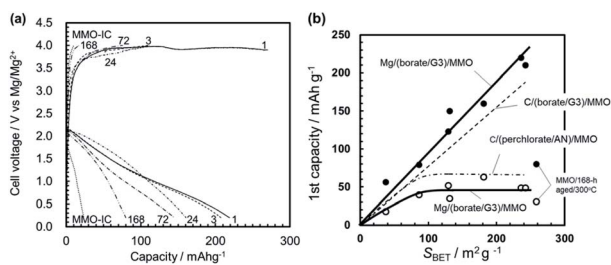 (a)
Cell voltage / V vs Mg/Mg2+
4.5
4.0
3.5
3.0
2.5
2.0
1.5
1.0
0.5
0.0
MMO-IC
168
72
3
24
1
MMO-IC
168
72
24
3
1
0
100
200
300
Capacity / mAhg-1
(b)
1st capacity / mAh g-1
250
200
150
100
50
0
Mg/(borate/G3)/MMO
C/(borate/G3)/MMO
C/(perchlorate/AN)/MMO
Mg/(borate/G3)/MMO
MMO/168-h
aged/300°C
0
100
200
300
SBET / m2 g-1